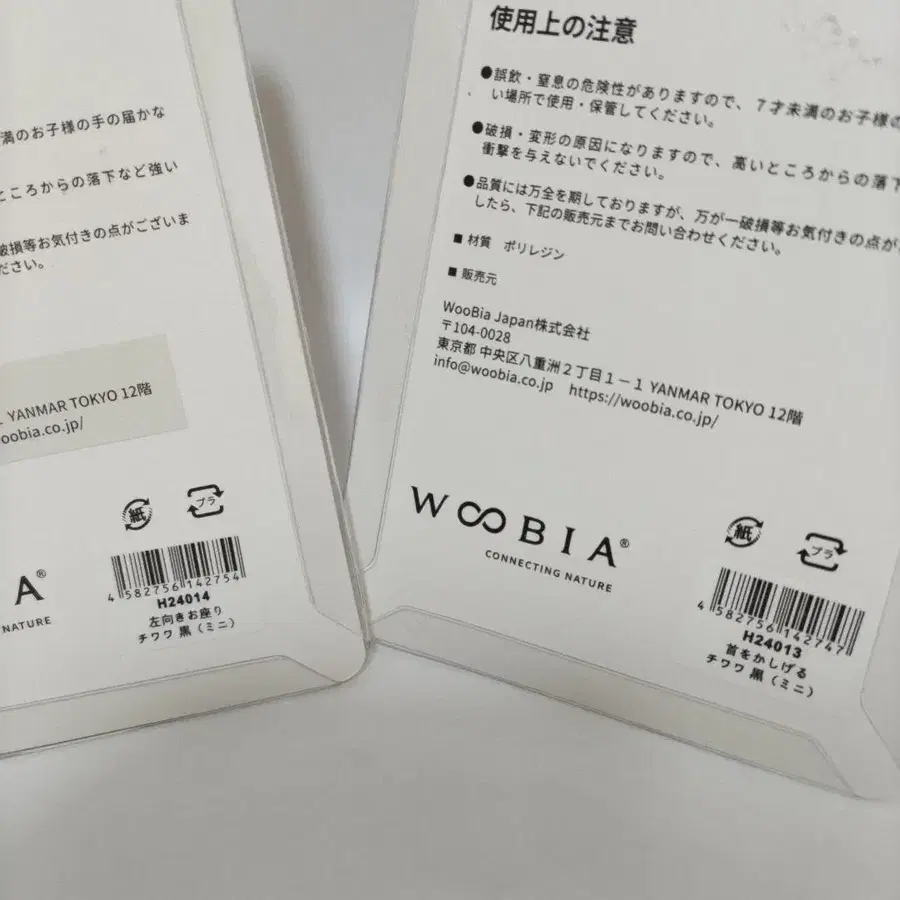 満のお子様の手の届かな
ところからの落下など強い
破損等お気付きの点がございま
ださい。
YANMAR TOKYO 12階
oobia.co.jp/
紙
プラ
A®
NATURE
4 582756 142754
H24014
左向きお座り
チワワ 黒（ミニ）
使用上の注意
●誤飲・窒息の危険性がありますので、7才未満のお子様の
い場所で使用・保管してください。
●破損・変形の原因になりますので、高いところからの落下
衝撃を与えないでください。
●品質には万全を期しておりますが、万が一破損等お気付きの点が
したら、下記の販売元までお問い合わせください。
■ 材質 ポリレジン
■ 販売元
WooBia Japan株式会社
〒104-0028
東京都 中央区八重洲２丁目１－１ YANMAR TOKYO 12階
info@woobia.co.jp https://woobia.co.jp/
WOOBIA®
CONNECTING NATURE
紙
プラ
4 582756 142747
H24013
首をかしげる
チワワ 黒（ミニ）